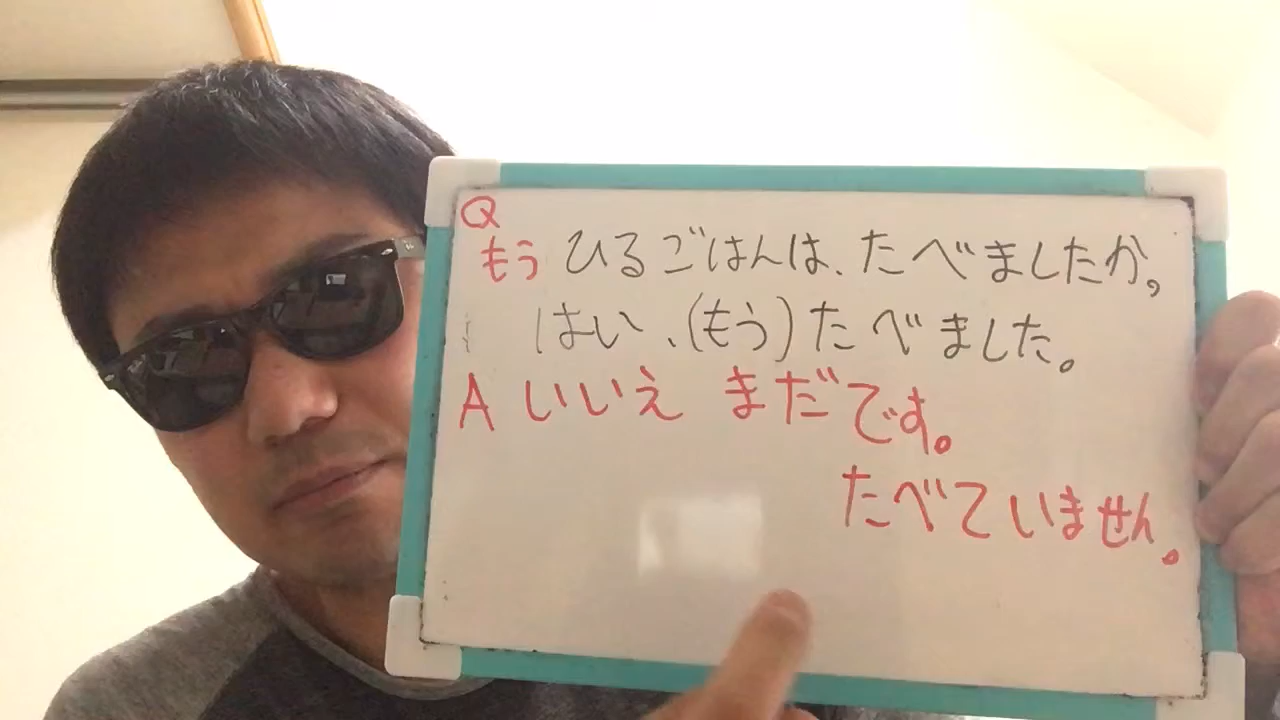 Q
もう ひるごはんは、たべましたか。
はい、(もう)たべました。
A いいえ まだです。
たべていません。